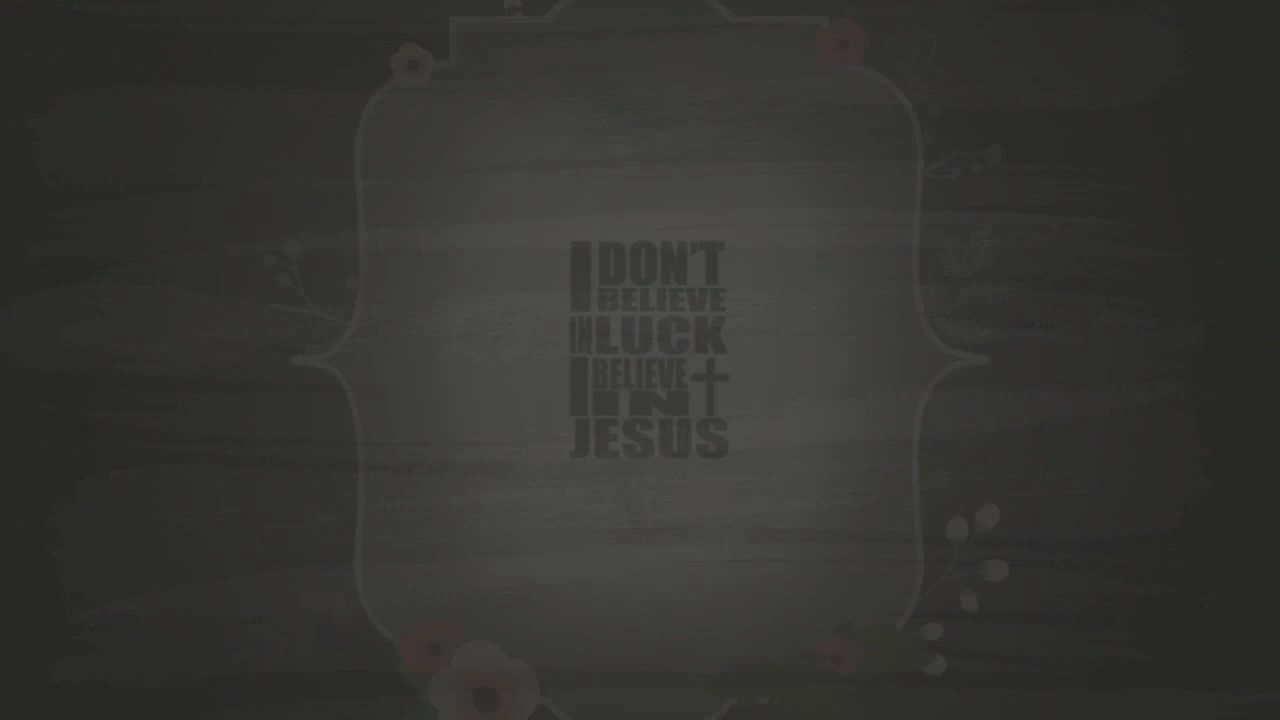 I DON'T
BELIEVE
IN LUCK
I BELIEVE
IN
JESUS